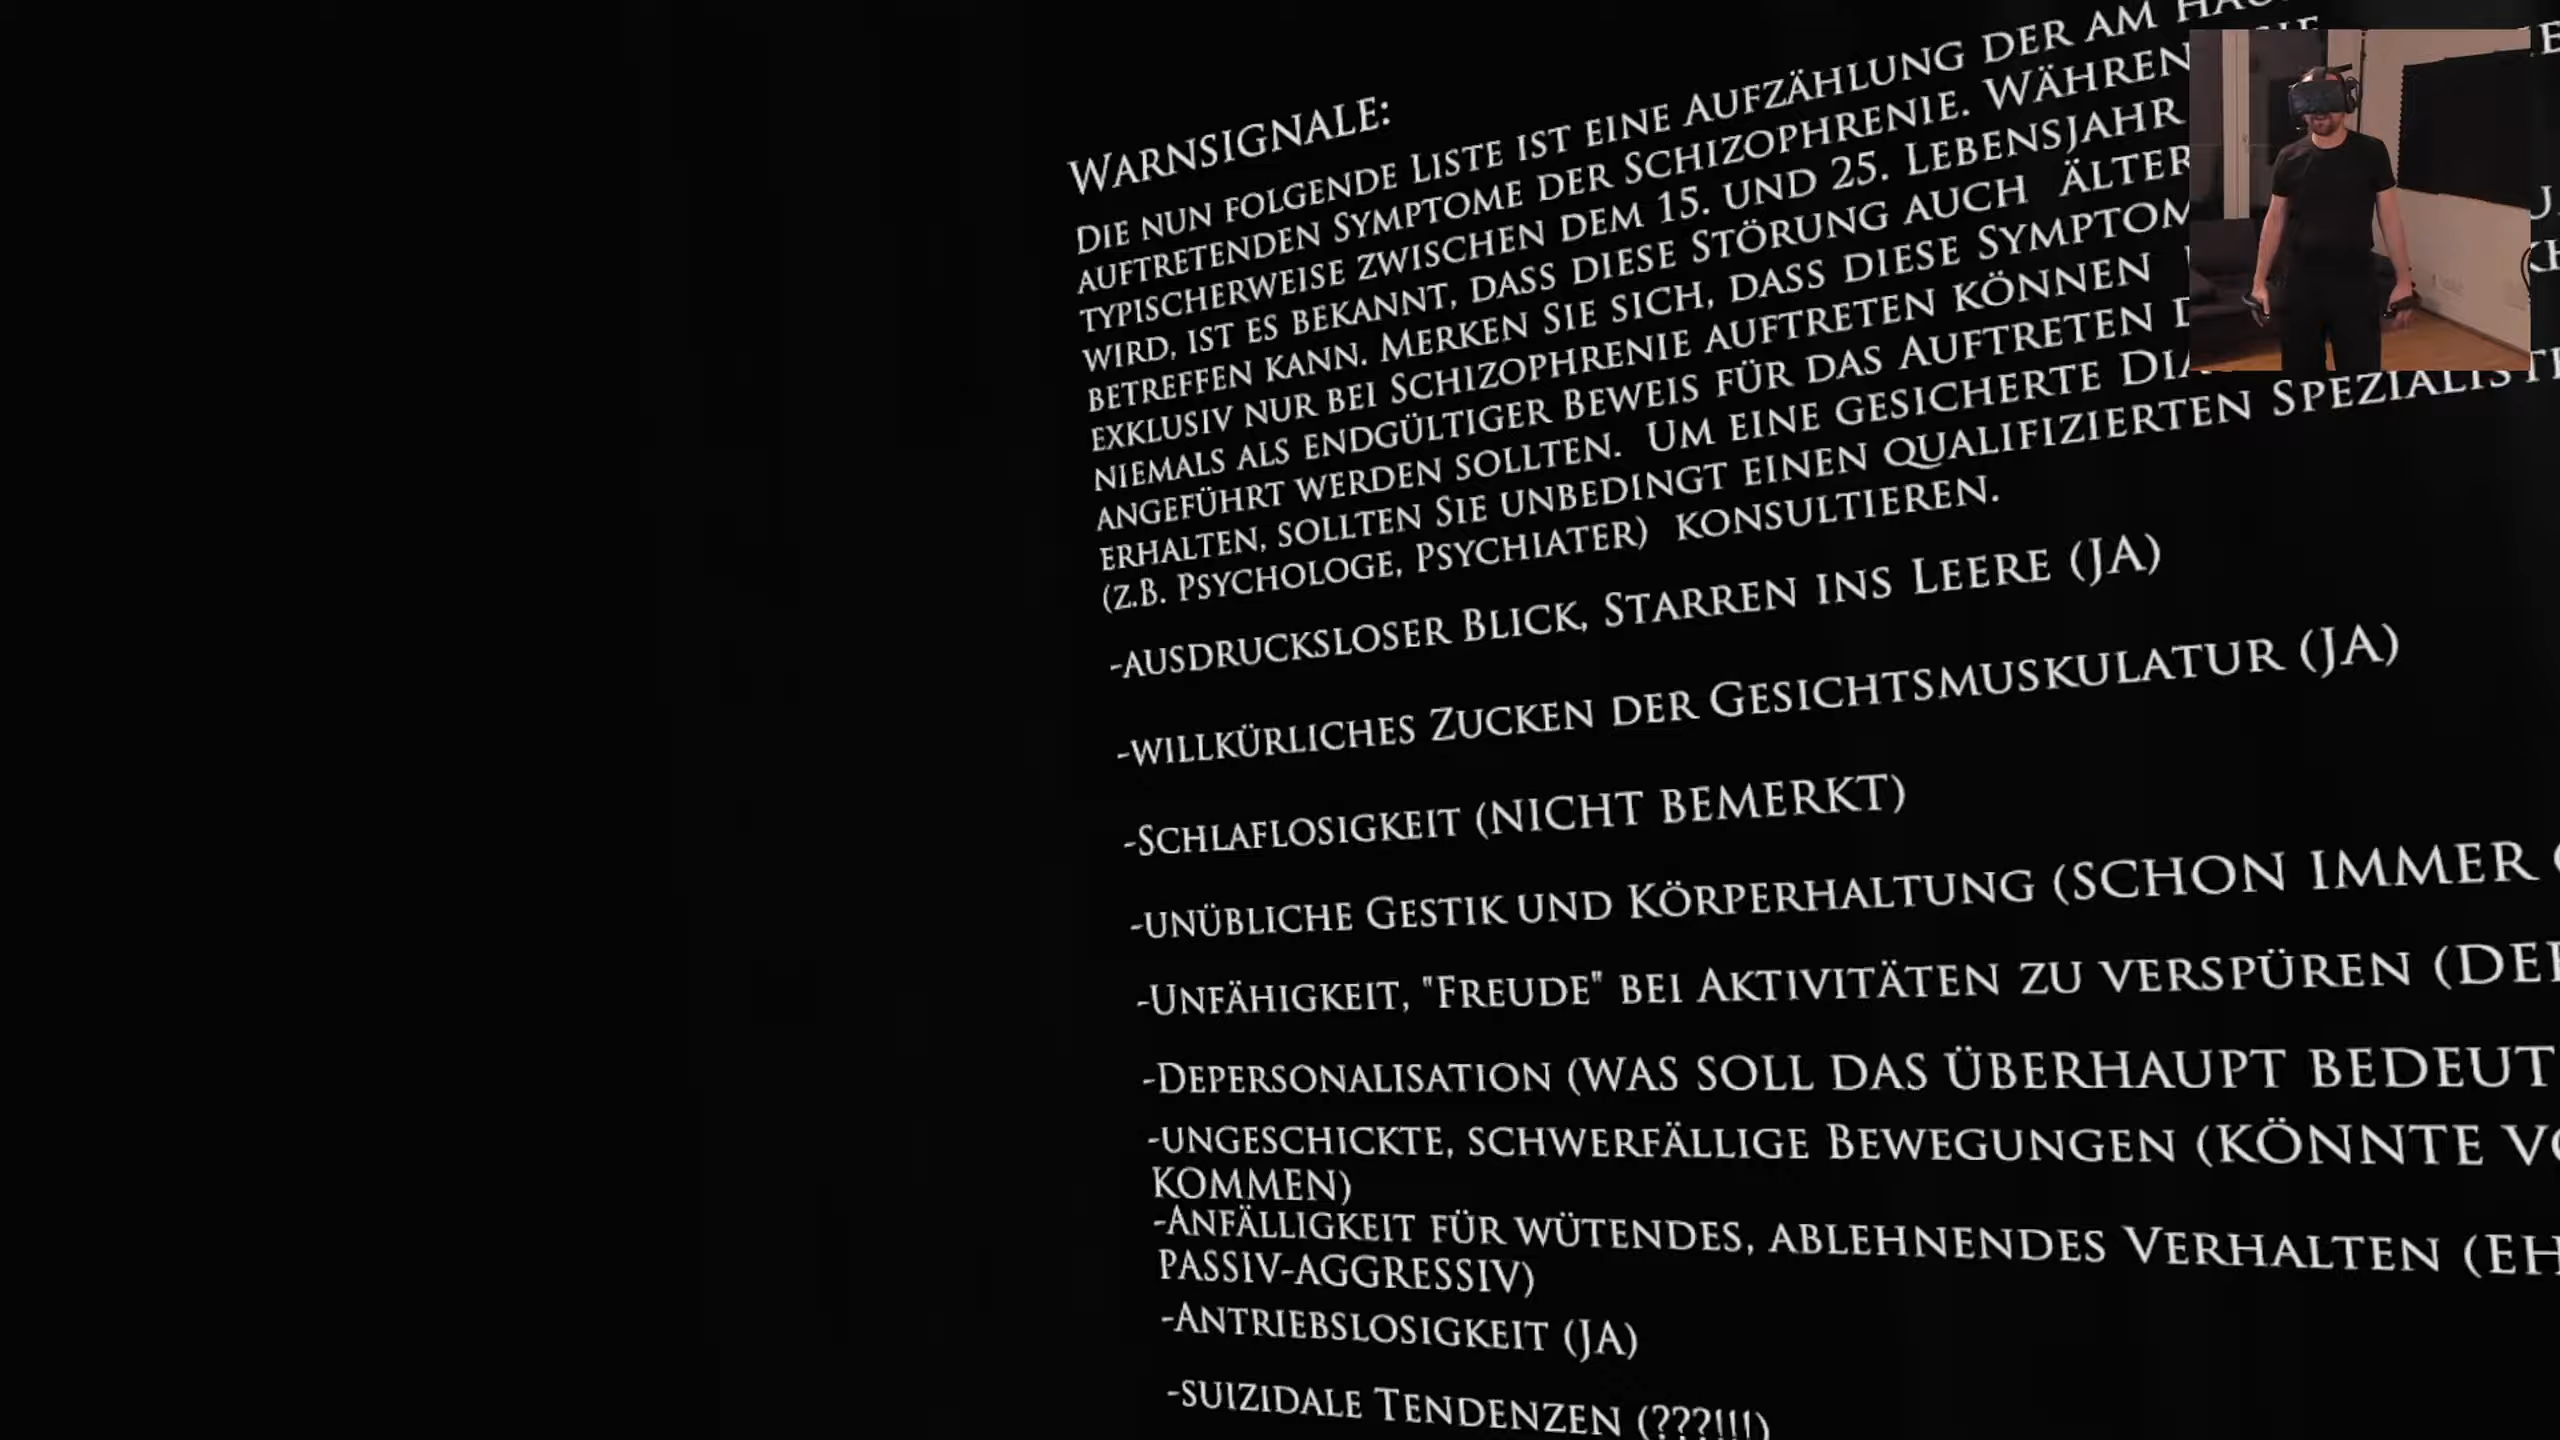 Warnsignale:
die nun folgende Liste ist eine Aufzählung der am
auftretenden Symptome der Schizophrenie.
typischerweise zwischen dem 15. und 25. Lebensjahr
wird, ist es bekannt, dass diese Störung auch
betreffen kann. Merken Sie sich, dass diese
exklusiv nur bei Schizophrenie auftreten können
niemals als endgültiger Beweis für das Auftreten
angeführt werden sollten. Um eine gesicherte
erhalten, sollten Sie unbedingt einen qualifizierten
(z.B. Psychologe, Psychiater) konsultieren.
-ausdrucksloser Blick, Starren ins Leere (JA)
-willkürliches Zucken der Gesichtsmuskulatur (JA)
-Schlaflosigkeit (NICHT BEMERKT)
-unübliche Gestik und Körperhaltung (SCHON IMMER
-Unfähigkeit, "Freude" bei Aktivitäten zu verspüren
-Depersonalisation (WAS SOLL DAS ÜBERHAUPT
-ungeschickte, schwerfällige Bewegungen (KÖNNTE
KOMMEN)
-Anfälligkeit für wütendes, ablehnendes Verhalten
PASSIV-AGGRESSIV)
-Antriebslosigkeit (JA)
-suizidale Tendenzen (???!!!)